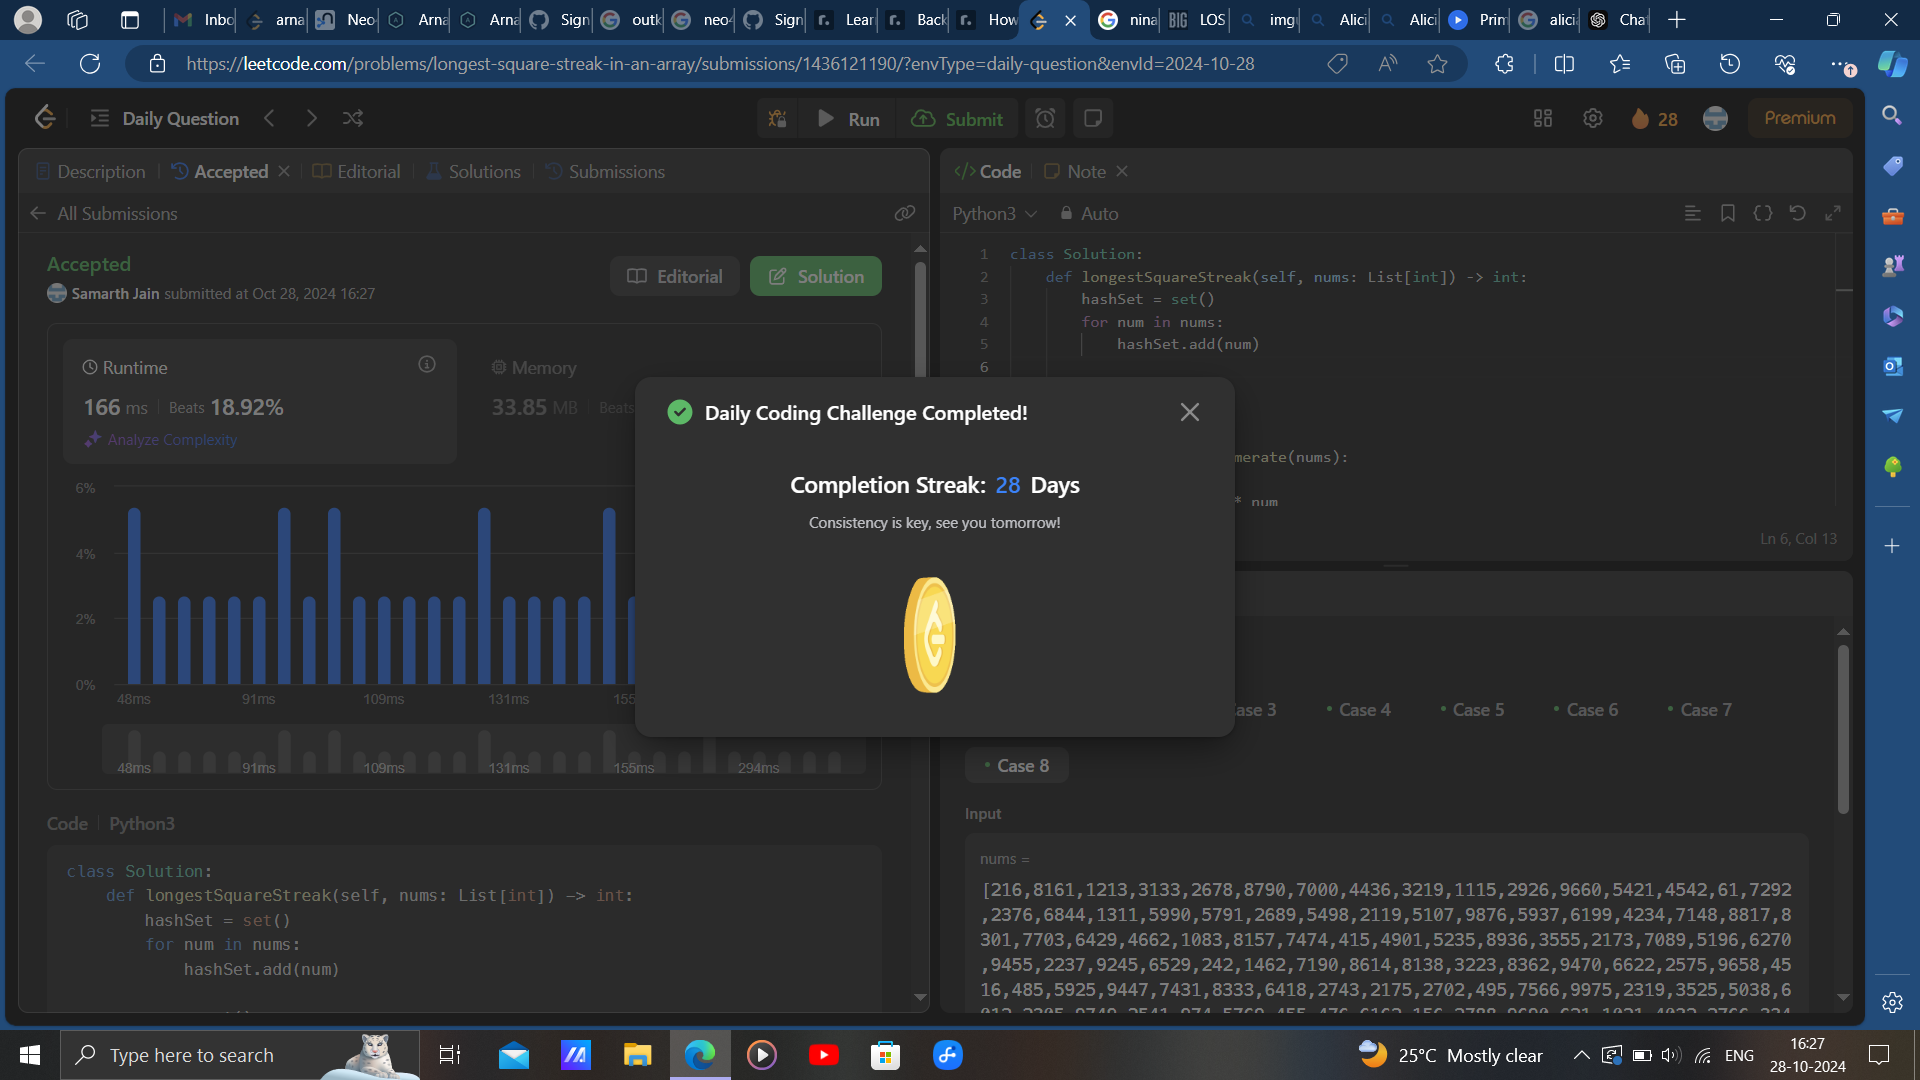 Inbo
arna
Neo
Arna
Arna
Sign
outl
neo4
Sign
Lear
Back
How
nina
BIG
LOS
imgu
Alici
Alici
Prim
alicia
Cha
https://leetcode.com/problems/longest-square-streak-in-an-array/submissions/1436121190/?envType=daily-question&envId=2024-10-28
Daily Question
Run
Submit
28
Premium
Description
Accepted
Editorial
Solutions
Submissions
All Submissions
Accepted
Samarth Jain submitted at Oct 28, 2024 16:27
Editorial
Solution
Runtime
166 ms
Beats 18.92%
Analyze Complexity
Memory
33.85 MB
Beats
6%
4%
2%
0%
48ms
91ms
109ms
131ms
155
48ms
91ms
109ms
131ms
155ms
294ms
Code
Python3
class Solution:
def longestSquareStreak(self, nums: List[int]) -> int:
hashSet = set()
for num in nums:
hashSet.add(num)
Daily Coding Challenge Completed!
Completion Streak: 28 Days
Consistency is key, see you tomorrow!
</> Code
Note
Python3
Auto
1 class Solution:
2 def longestSquareStreak(self, nums: List[int]) -> int:
3 hashSet = set()
4 for num in nums:
5 hashSet.add(num)
6
merate(nums):
* num
Ln 6, Col 13
Case 3
Case 4
Case 5
Case 6
Case 7
Case 8
Input
nums =
[216,8161,1213,3133,2678,8790,7000,4436,3219,1115,2926,9660,5421,4542,61,7292
,2376,6844,1311,5990,5791,2689,5498,2119,5107,9876,5937,6199,4234,7148,8817,8
301,7703,6429,4662,1083,8157,7474,415,4901,5235,8936,3555,2173,7089,5196,6270
,9455,2237,9245,6529,242,1462,7190,8614,8138,3223,8362,9470,6622,2575,9658,45
16,485,5925,9447,7431,8333,6418,2743,2175,2702,495,7566,9975,2319,3525,5038,6
Type here to search
25°C Mostly clear
ENG
16:27
28-10-2024